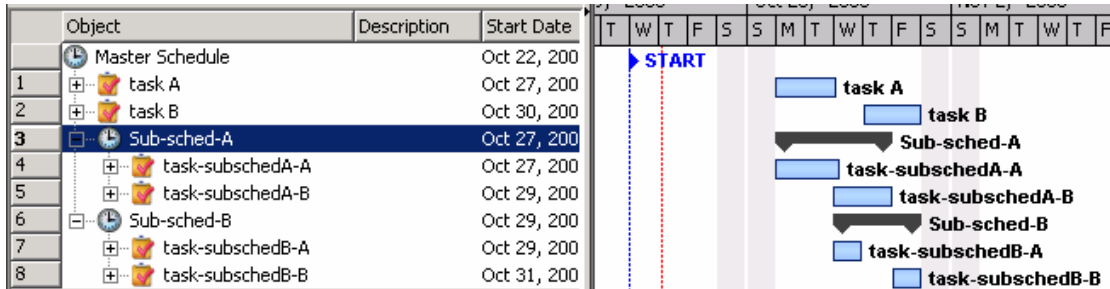 Object Description Start Date T W T F S S M T W T F S S M T W T F
Master Schedule Oct 22, 200 START
1 task A Oct 27, 200 task A
2 task B Oct 30, 200 task B
3 Sub-sched-A Oct 27, 200 Sub-sched-A
4 task-subschedA-A Oct 27, 200 task-subschedA-A
5 task-subschedA-B Oct 29, 200 task-subschedA-B
6 Sub-sched-B Oct 29, 200 Sub-sched-B
7 task-subschedB-A Oct 29, 200 task-subschedB-A
8 task-subschedB-B Oct 31, 200 task-subschedB-B